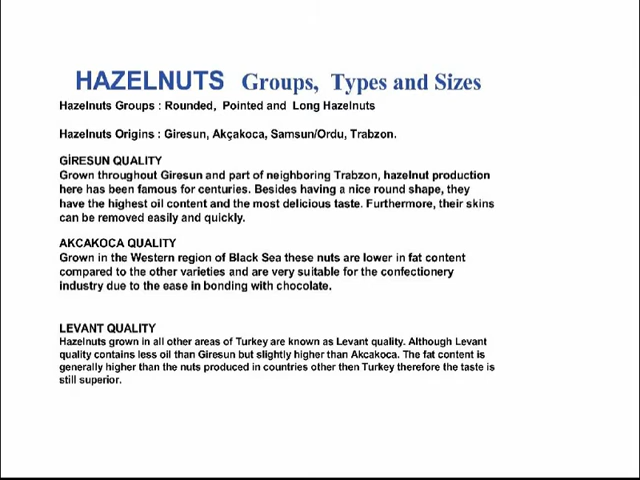 HAZELNUTS Groups, Types and Sizes
Hazelnuts Groups : Rounded, Pointed and Long Hazelnuts
Hazelnuts Origins : Giresun, Akçakoca, Samsun/Ordu, Trabzon.
GİRESUN QUALITY
Grown throughout Giresun and part of neighboring Trabzon, hazelnut production
here has been famous for centuries. Besides having a nice round shape, they
have the highest oil content and the most delicious taste. Furthermore, their skins
can be removed easily and quickly.
AKCAKOCA QUALITY
Grown in the Western region of Black Sea these nuts are lower in fat content
compared to the other varieties and are very suitable for the confectionery
industry due to the ease in bonding with chocolate.
LEVANT QUALITY
Hazelnuts grown in all other areas of Turkey are known as Levant quality. Although Levant
quality contains less oil than Giresun but slightly higher than Akcakoca. The fat content is
generally higher than the nuts produced in countries other then Turkey therefore the taste is
still superior.